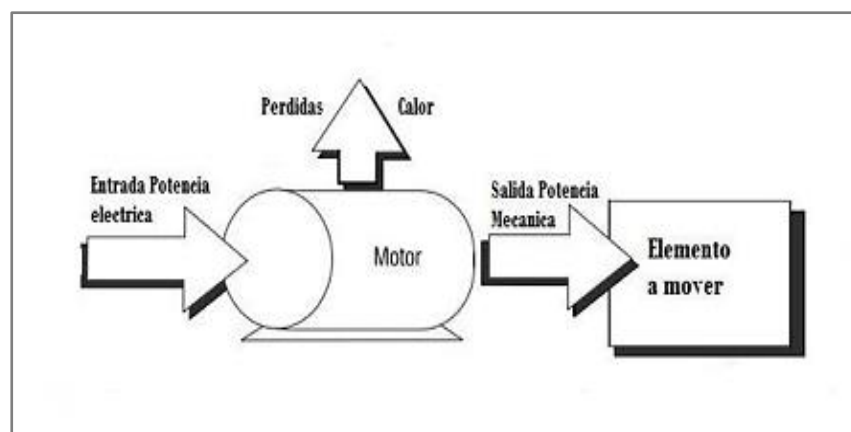 Perdidas Calor
Entrada Potencia
electrica
Salida Potencia
Mecanica
Motor
Elemento
a mover